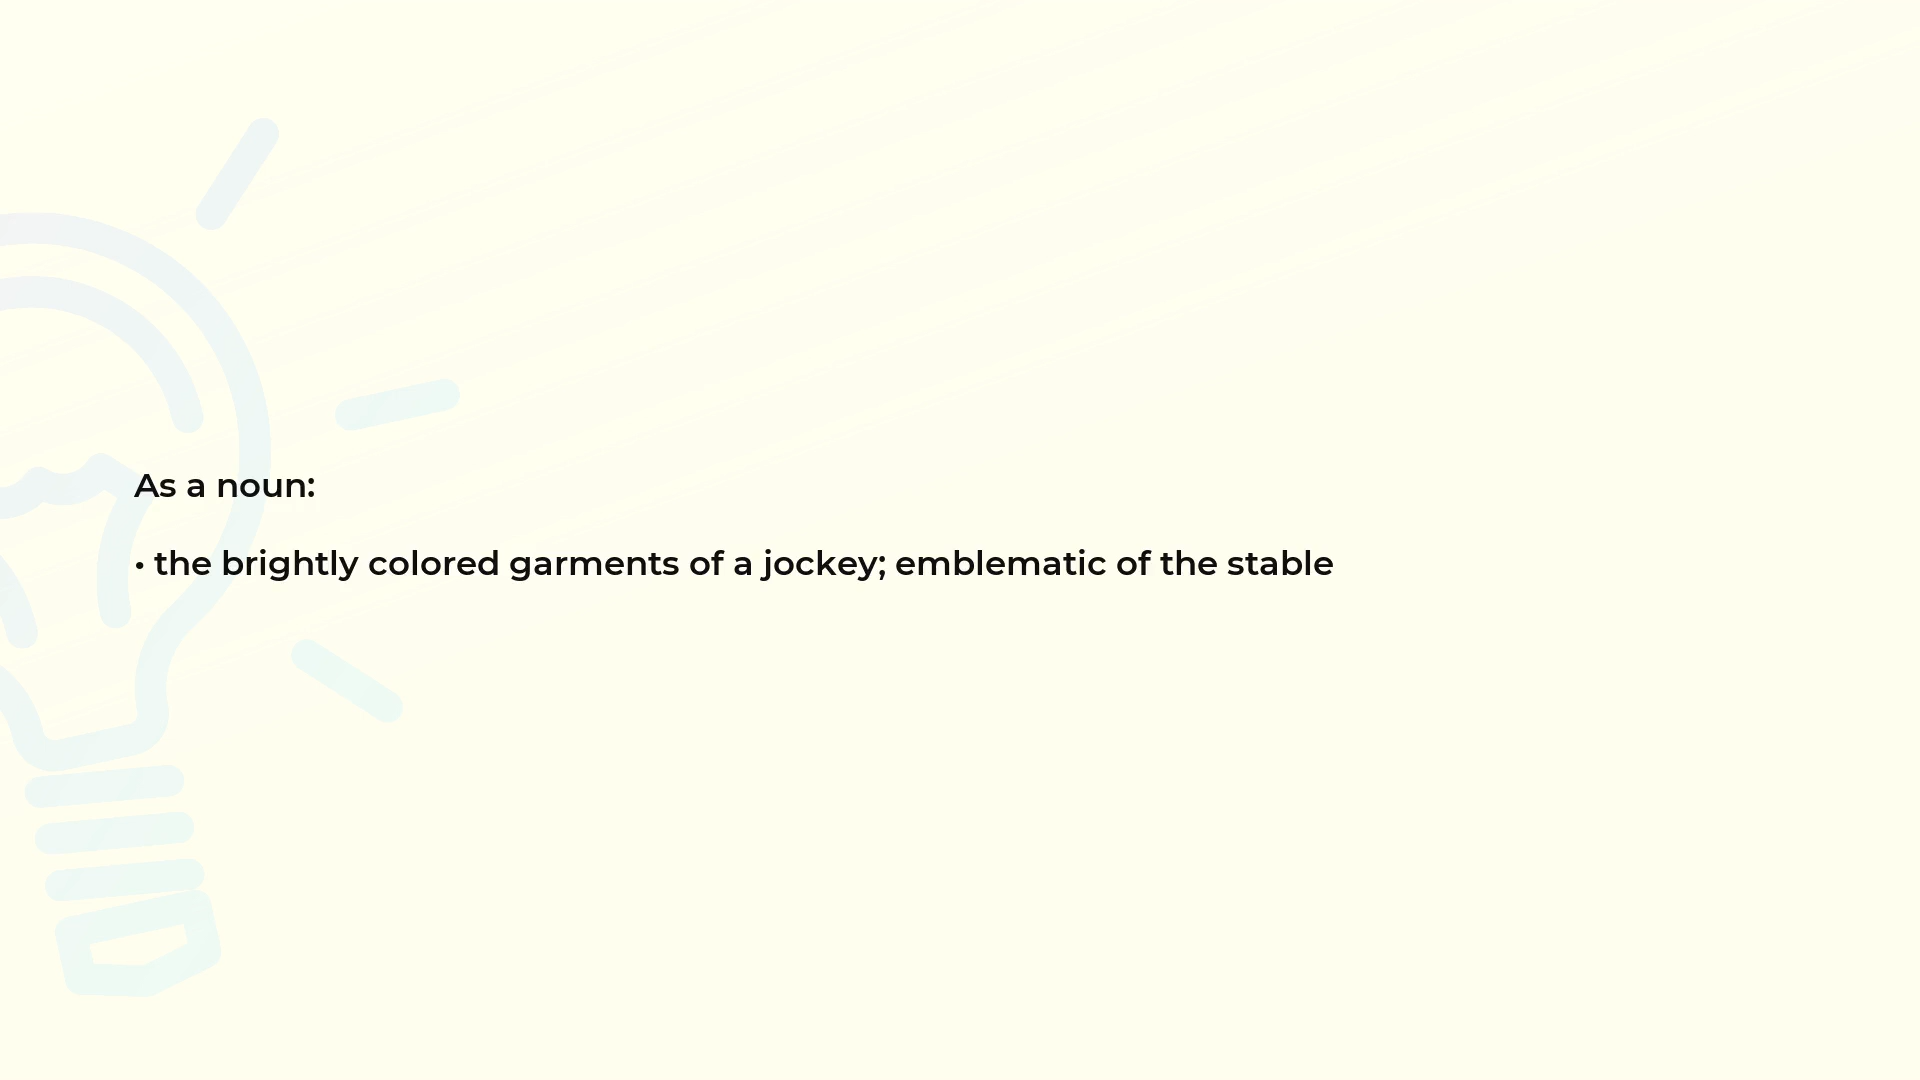 As a noun:
• the brightly colored garments of a jockey; emblematic of the stable